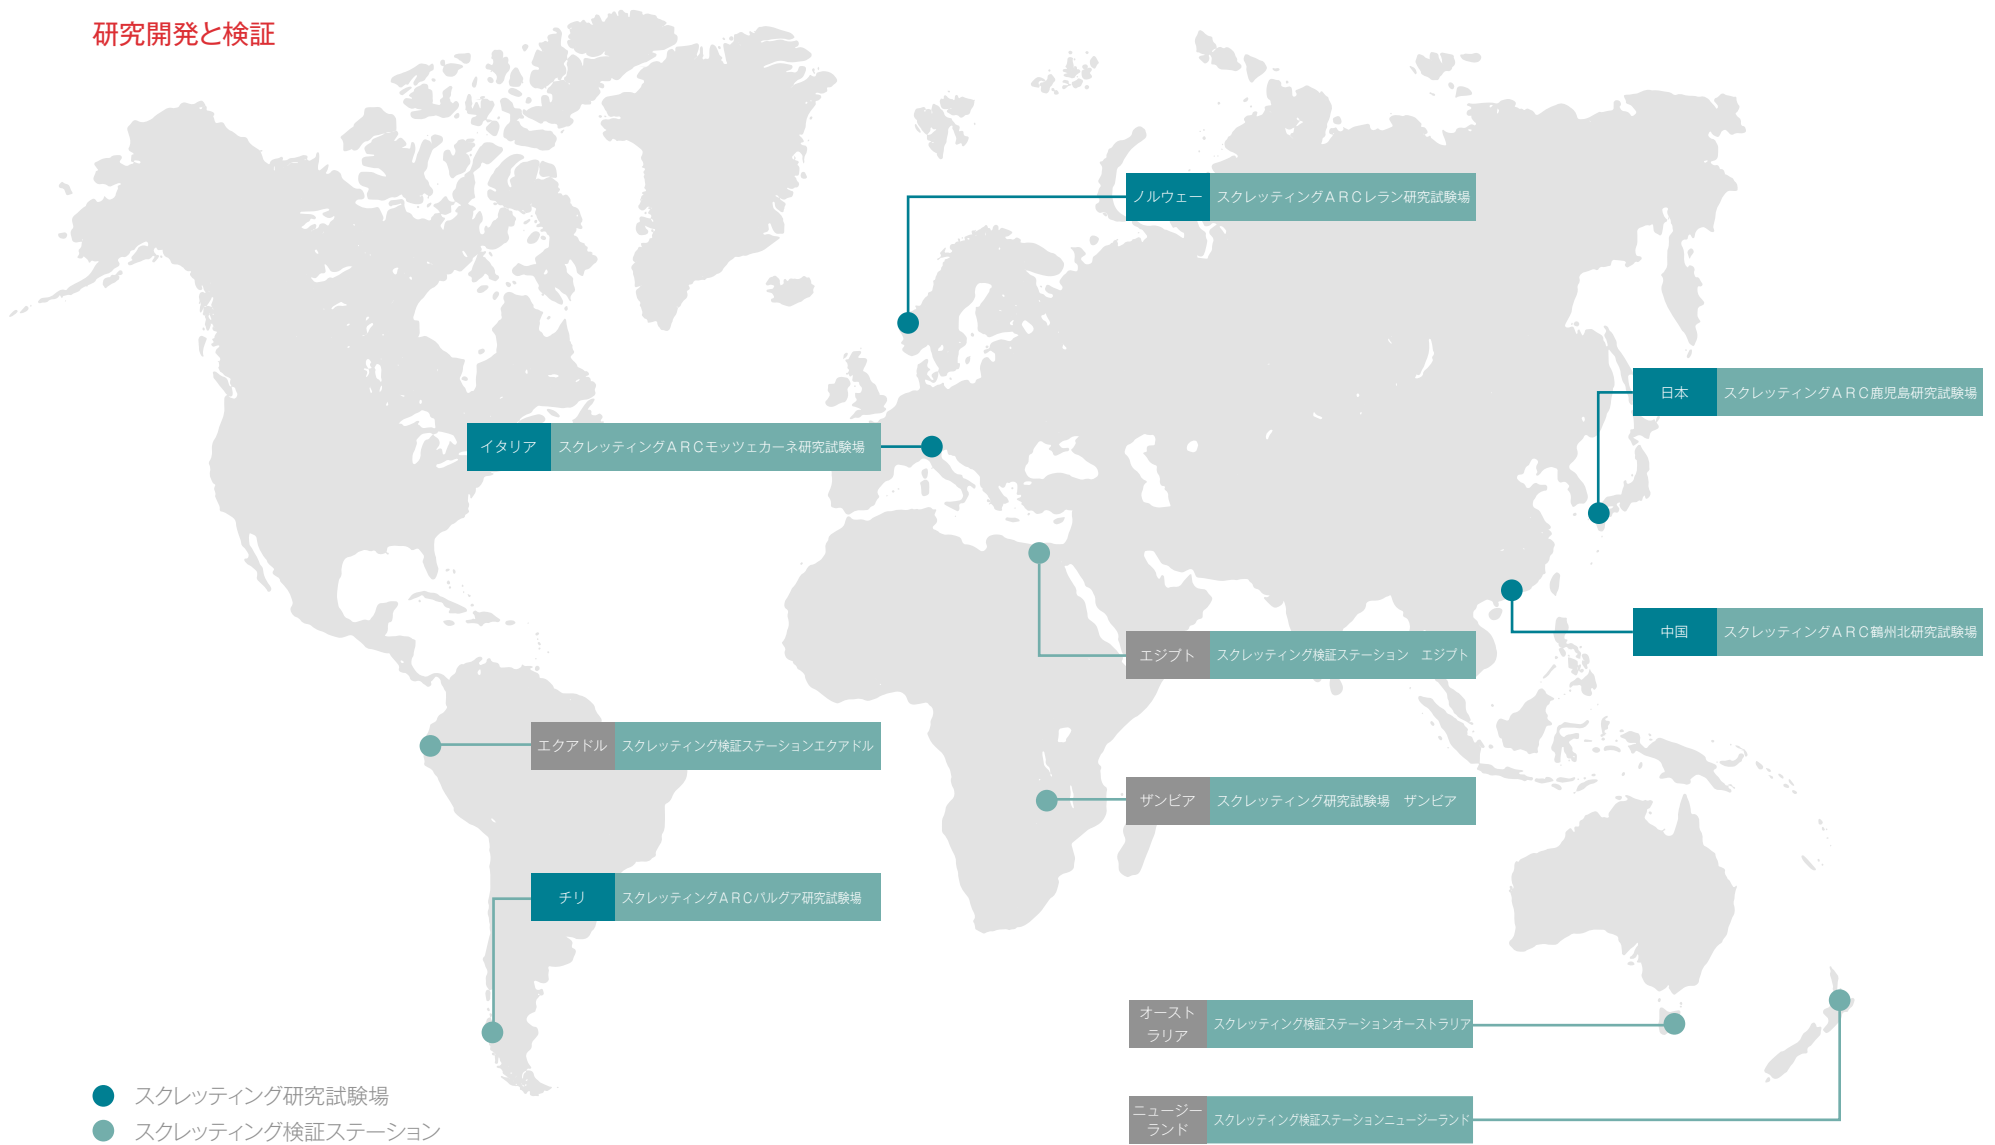 研究開発と検証
ノルウェー
スクレッティングＡＲＣレラン研究試験場
日本
スクレッティングＡＲＣ鹿児島研究試験場
イタリア
スクレッティングＡＲＣモッツェカーネ研究試験場
中国
スクレッティングＡＲＣ鶴州北研究試験場
エジプト
スクレッティング検証ステーション　エジプト
エクアドル
スクレッティング検証ステーションエクアドル
ザンビア
スクレッティング研究試験場　ザンビア
チリ
スクレッティングＡＲＣパルグア研究試験場
オースト
ラリア
スクレッティング検証ステーションオーストラリア
ニュージー
ランド
スクレッティング検証ステーションニュージーランド
スクレッティング研究試験場
スクレッティング検証ステーション